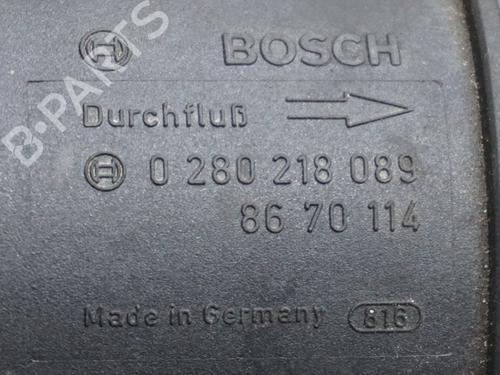 BOSCH
Durchfluß
0 280 218 089
86 70 114
Made in Germany 816
B-PARTS